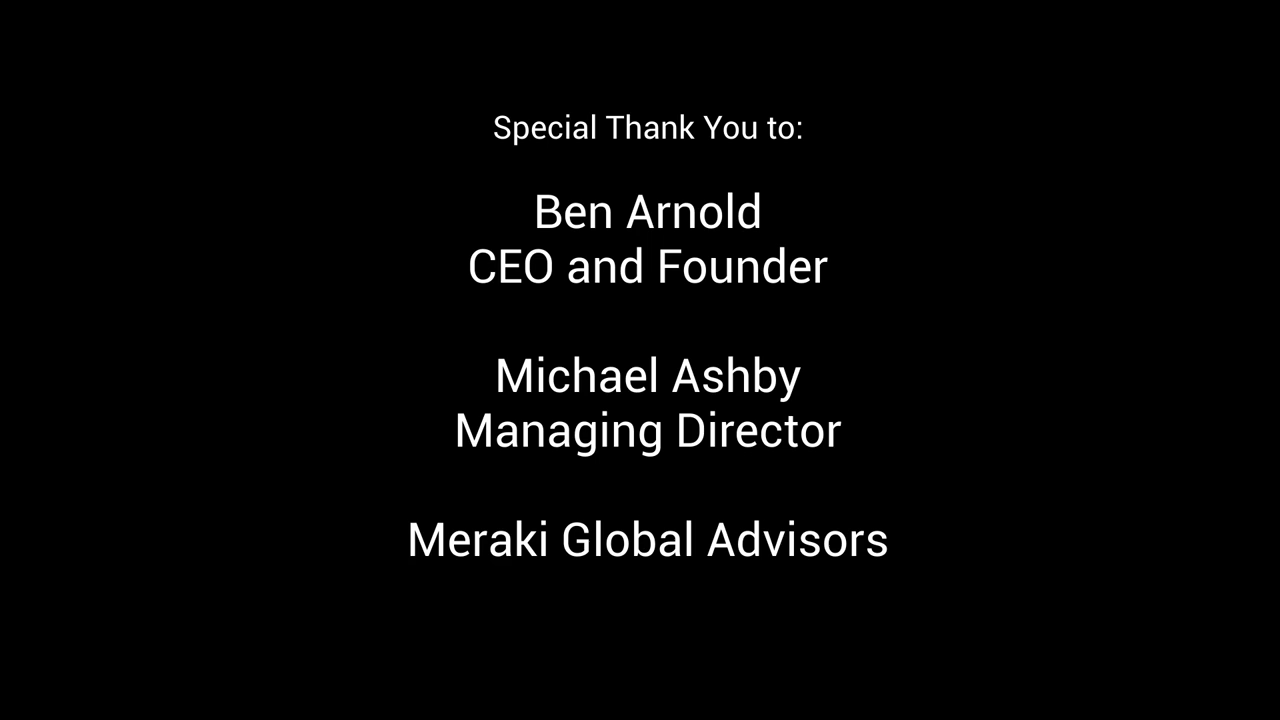 Special Thank You to:
Ben Arnold
CEO and Founder
Michael Ashby
Managing Director
Meraki Global Advisors